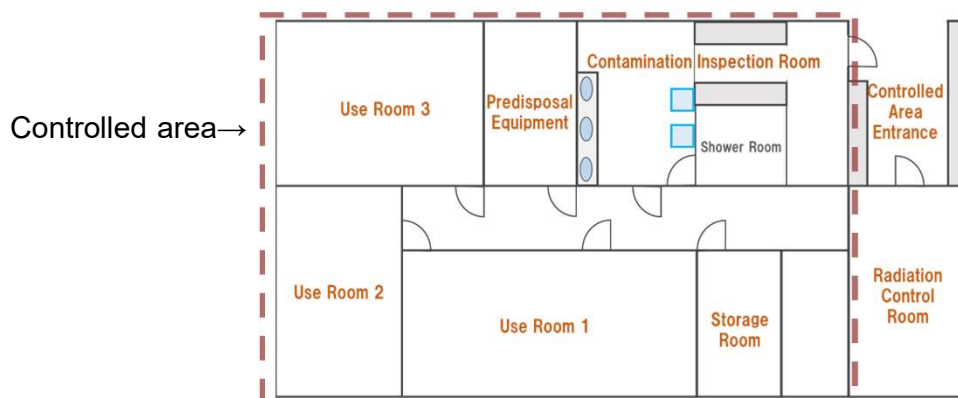 Controlled area→
Use Room 3
Predisposal
Equipment
Contamination Inspection Room
Shower Room
Controlled
Area
Entrance
Use Room 2
Use Room 1
Storage
Room
Radiation
Control
Room